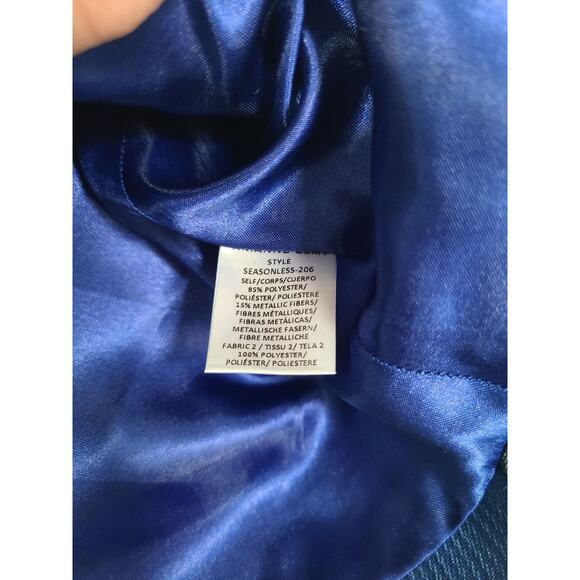 STYLE
SEASONLESS-206
SELF/CORPS/CUERPO
85% POLYESTER/
POLIÉSTER/ POLIESTERE
15% METALLIC FIBERS/
FIBRES MÉTALLIQUES/
FIBRAS METÁLICAS/
METALLISCHE FASERN/
FIBRE METALLICHE
FABRIC 2 / TISSU 2/ TELA 2
100% POLYESTER/
POLIÉSTER/ POLIESTERE